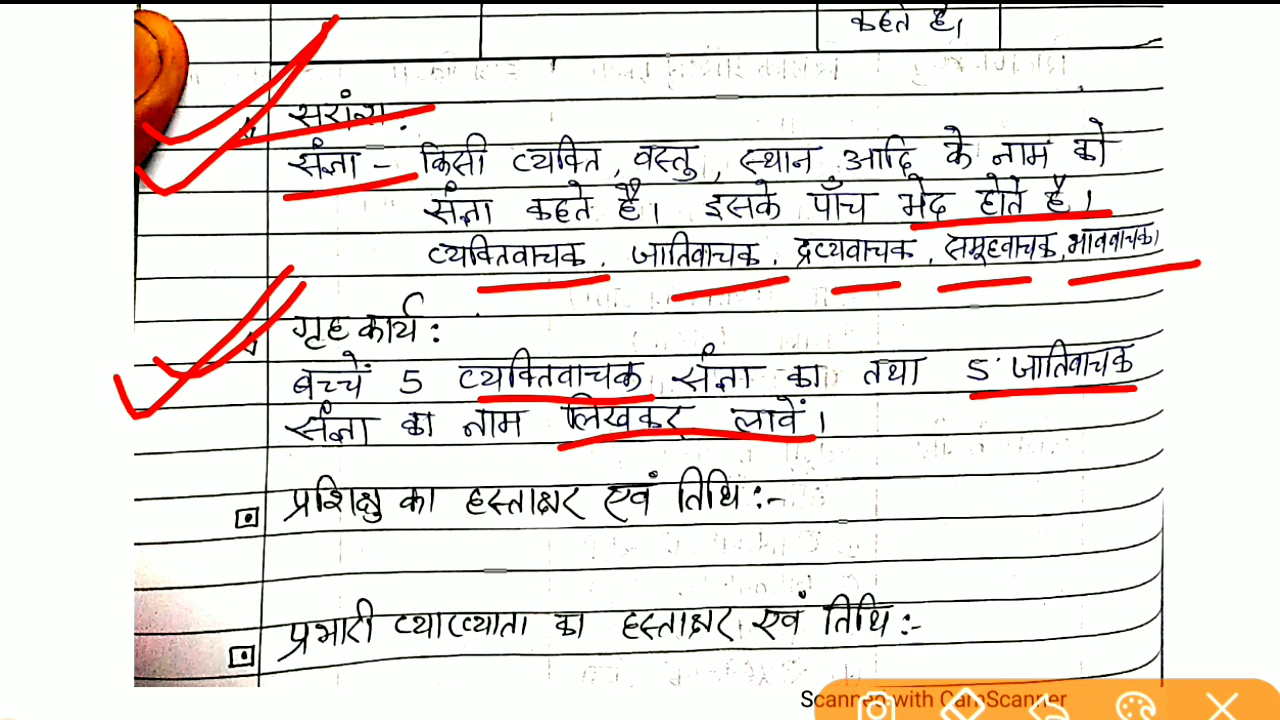 कहते है।
सरांश :
संज्ञा - किसी व्यक्ति, वस्तु, स्थान आदि के नाम को
संज्ञा कहते है। इसके पाँच भेद होते है।
व्यक्तिवाचक, जातिवाचक, द्रव्यवाचक, समूहवाचक, भाववाचक।
गृह कार्य :
बच्चें 5 व्यक्तिवाचक संज्ञा का तथा 5 जातिवाचक
संज्ञा का नाम लिखकर लावें।
प्रशिक्षु का हस्ताक्षर एवं तिथि :-
प्रभारी व्याख्याता का हस्ताक्षर एवं तिथि :-
Scanned with CamScanner